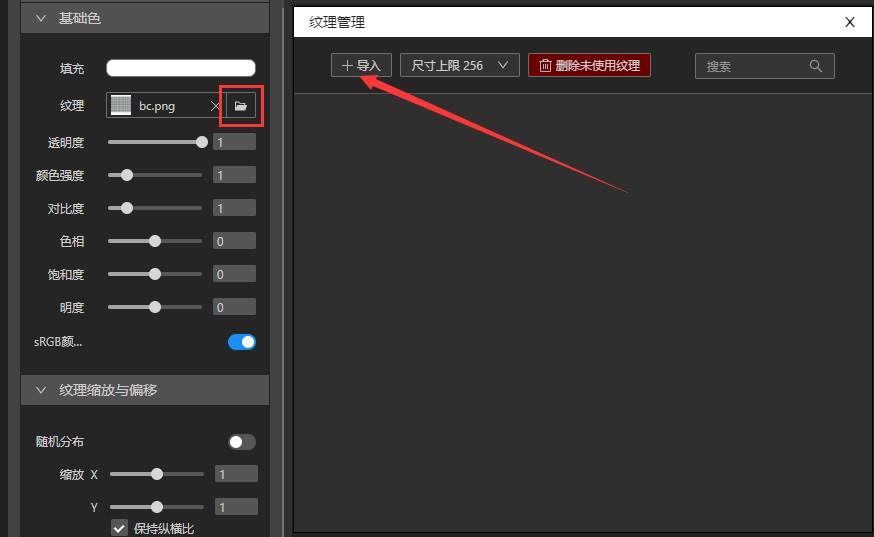 基础色
填充
纹理 bc.png
透明度 1
颜色强度 1
对比度 1
色相 0
饱和度 0
明度 0
sRGB颜...
纹理缩放与偏移
随机分布
缩放 X 1
Y 1
保持纵横比
纹理管理 X
导入 尺寸上限 256 删除未使用纹理 搜索